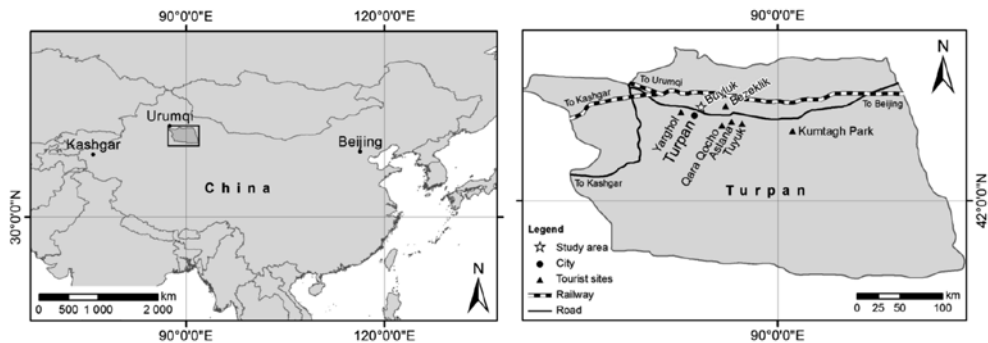 90°0'0"E
120°0'0"E
Urumqi
Kashgar
Beijing
China
30°0'0"N
N
km
0 500 1 000 2 000
90°0'0"E
120°0'0"E
90°0'0"E
N
To Urumqi
To Kashgar
To Beijing
Buyluk
Bezeklik
Yarghol
Turpan
Qara Qocho
Astana
Tuyuk
Kumtagh Park
To Kashgar
Turpan
42°0'0"N
Legend
Study area
City
Tourist sites
Railway
Road
km
0 25 50 100
90°0'0"E